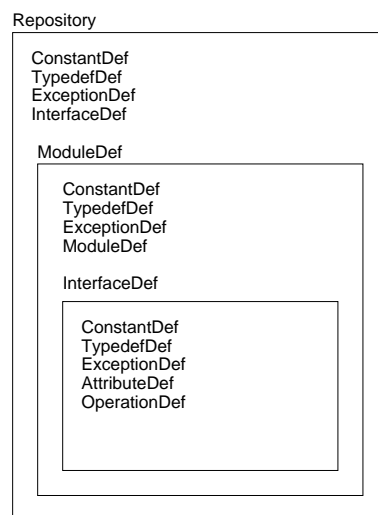 Repository
ConstantDef
TypedefDef
ExceptionDef
InterfaceDef
ModuleDef
ConstantDef
TypedefDef
ExceptionDef
ModuleDef
InterfaceDef
ConstantDef
TypedefDef
ExceptionDef
AttributeDef
OperationDef